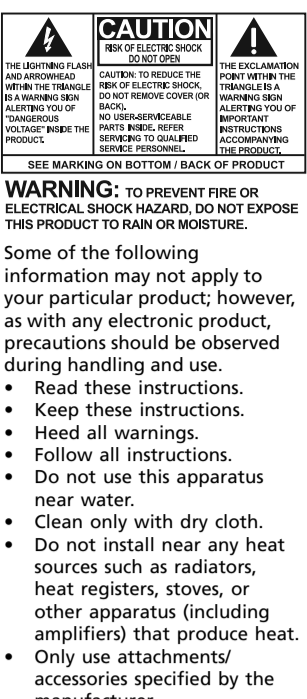 THE LIGHTNING FLASH
AND ARROWHEAD
WITHIN THE TRIANGLE
IS A WARNING SIGN
ALERTING YOU OF
"DANGEROUS
VOLTAGE" INSIDE THE
PRODUCT.
CAUTION
RISK OF ELECTRIC SHOCK
DO NOT OPEN
CAUTION: TO REDUCE THE
RISK OF ELECTRIC SHOCK,
DO NOT REMOVE COVER (OR
BACK).
NO USER-SERVICEABLE
PARTS INSIDE. REFER
SERVICING TO QUALIFIED
SERVICE PERSONNEL.
THE EXCLAMATION
POINT WITHIN THE
TRIANGLE IS A
WARNING SIGN
ALERTING YOU OF
IMPORTANT
INSTRUCTIONS
ACCOMPANYING
THE PRODUCT.
SEE MARKING ON BOTTOM / BACK OF PRODUCT
WARNING: TO PREVENT FIRE OR
ELECTRICAL SHOCK HAZARD, DO NOT EXPOSE
THIS PRODUCT TO RAIN OR MOISTURE.
Some of the following
information may not apply to
your particular product; however,
as with any electronic product,
precautions should be observed
during handling and use.
• Read these instructions.
• Keep these instructions.
• Heed all warnings.
• Follow all instructions.
• Do not use this apparatus
near water.
• Clean only with dry cloth.
• Do not install near any heat
sources such as radiators,
heat registers, stoves, or
other apparatus (including
amplifiers) that produce heat.
• Only use attachments/
accessories specified by the
manufacturer.